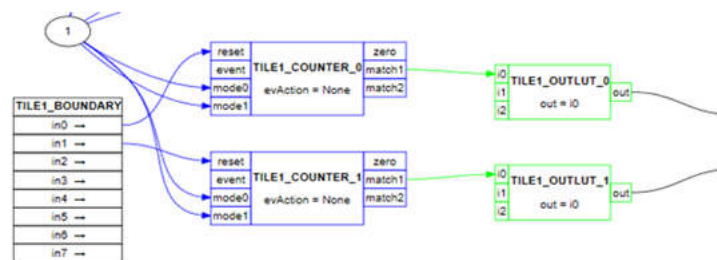 1
TILE1_BOUNDARY
in0 →
in1 →
in2 →
in3 →
in4 →
in5 →
in6 →
in7 →
reset
event
mode0
mode1
TILE1_COUNTER_0
evAction = None
zero
match1
match2
i0
i1
i2
TILE1_OUTLUT_0
out = i0
out
reset
event
mode0
mode1
TILE1_COUNTER_1
evAction = None
zero
match1
match2
i0
i1
i2
TILE1_OUTLUT_1
out = i0
out